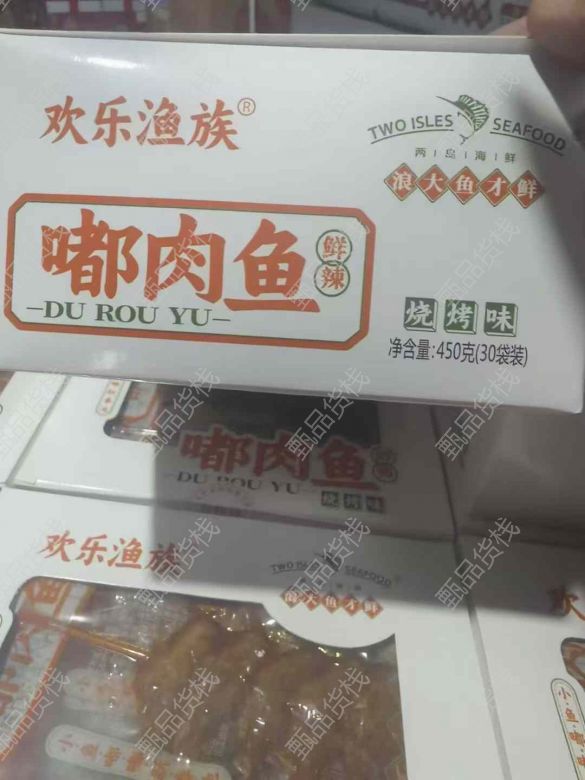 欢乐渔族®
TWO ISLES SEAFOOD
两|岛|海|鲜
浪大鱼才鲜
嘟肉鱼
鲜辣
DU ROU YU
烧烤味
净含量:450克(30袋装)
嘟肉鱼
DU ROU YU
烧烤味
欢乐渔族
TWO ISLES SEAFOOD
浪大鱼才鲜
甄品货栈